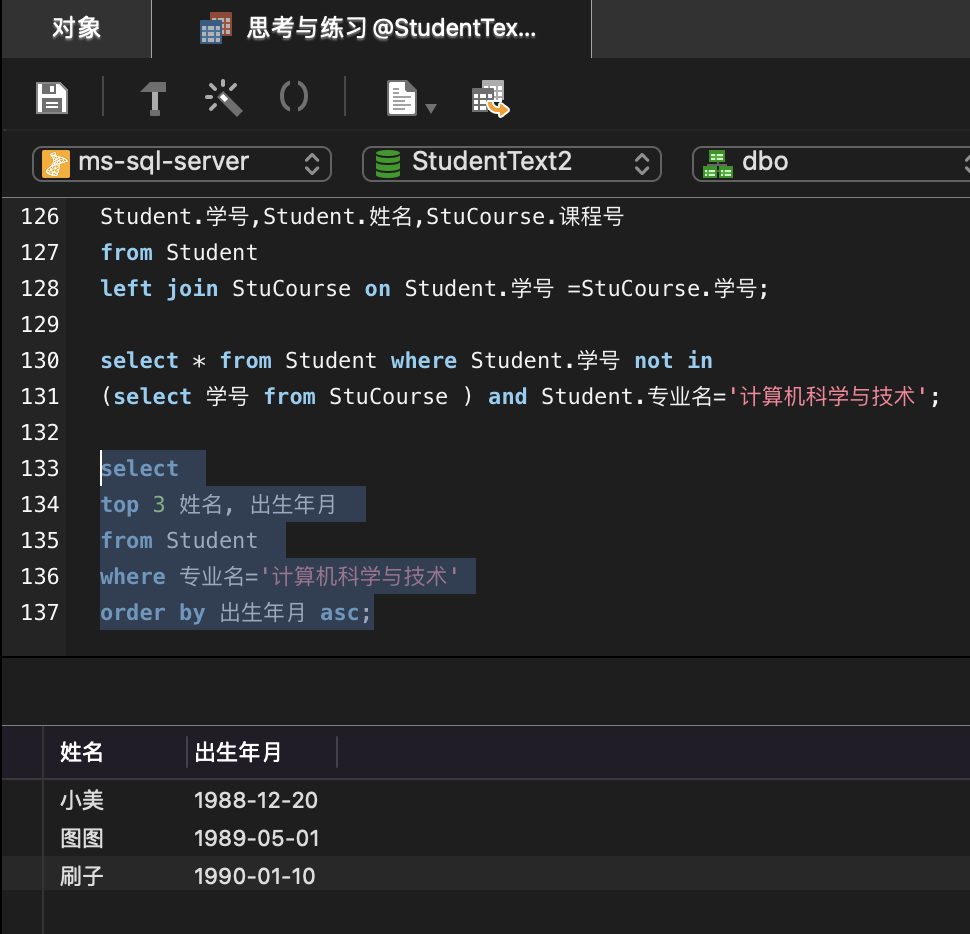 对象
思考与练习 @StudentTex...
ms-sql-server
StudentText2
dbo
126 Student.学号,Student.姓名,StuCourse.课程号
127 from Student
128 left join StuCourse on Student.学号 =StuCourse.学号;
129
130 select * from Student where Student.学号 not in
131 (select 学号 from StuCourse ) and Student.专业名='计算机科学与技术';
132
133 select
134 top 3 姓名, 出生年月
135 from Student
136 where 专业名='计算机科学与技术'
137 order by 出生年月 asc;
姓名 出生年月
小美 1988-12-20
图图 1989-05-01
刷子 1990-01-10